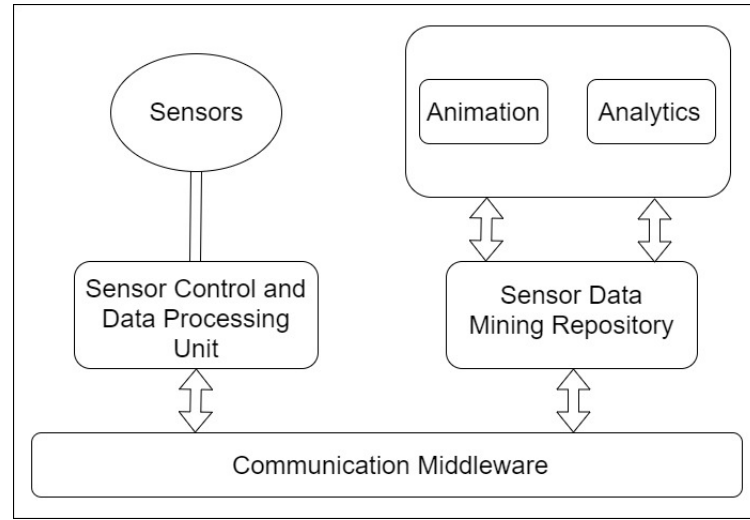 Sensors
Animation
Analytics
Sensor Control and
Data Processing
Unit
Sensor Data
Mining Repository
Communication Middleware